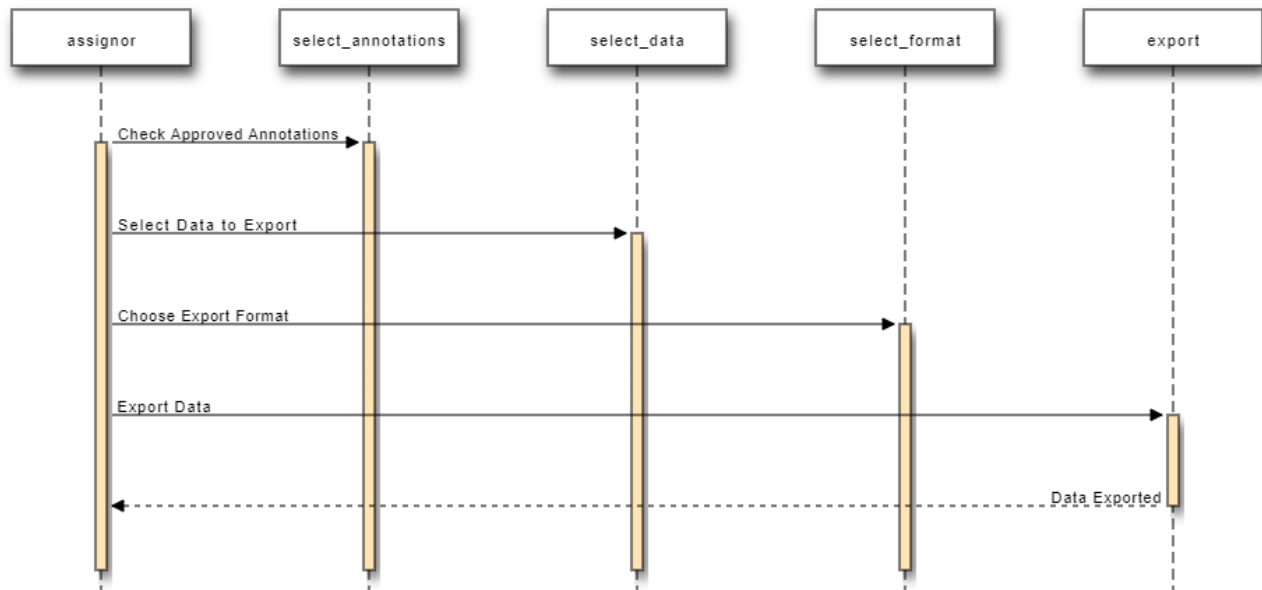 assignor
select_annotations
select_data
select_format
export
Check Approved Annotations
Select Data to Export
Choose Export Format
Export Data
Data Exported